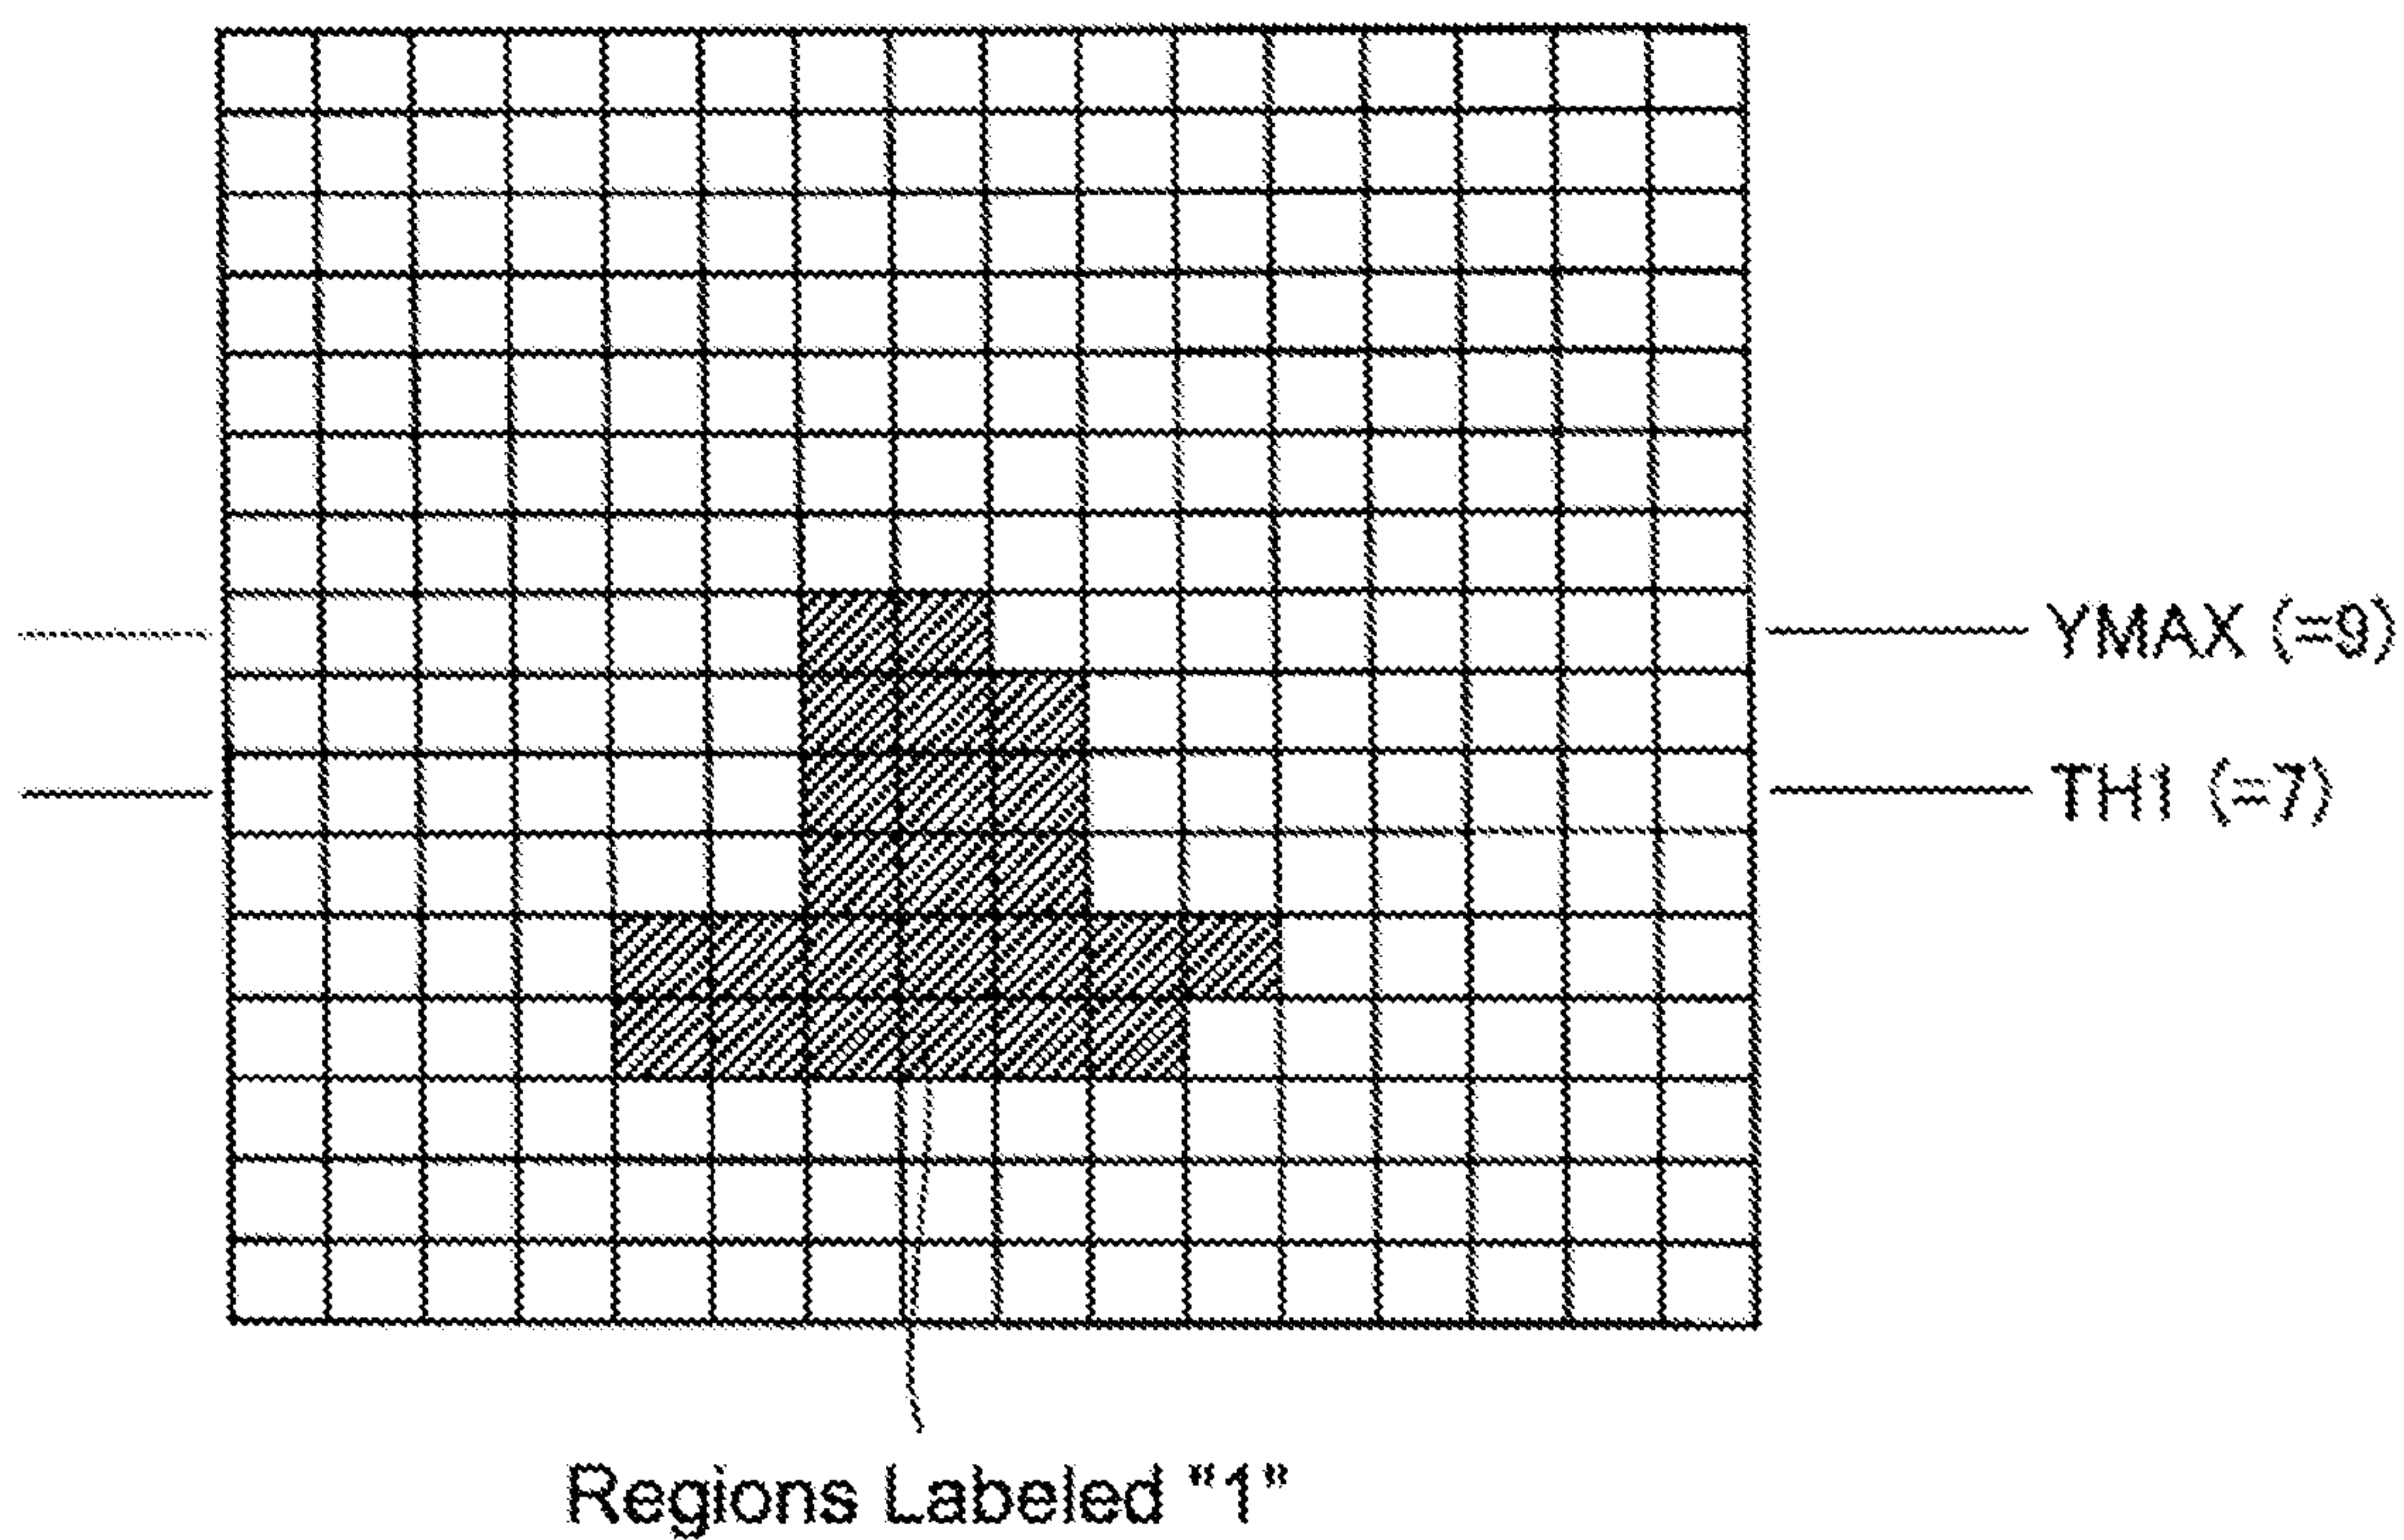 YMAX (=9)
TH1 (=7)
Regions Labeled "1"